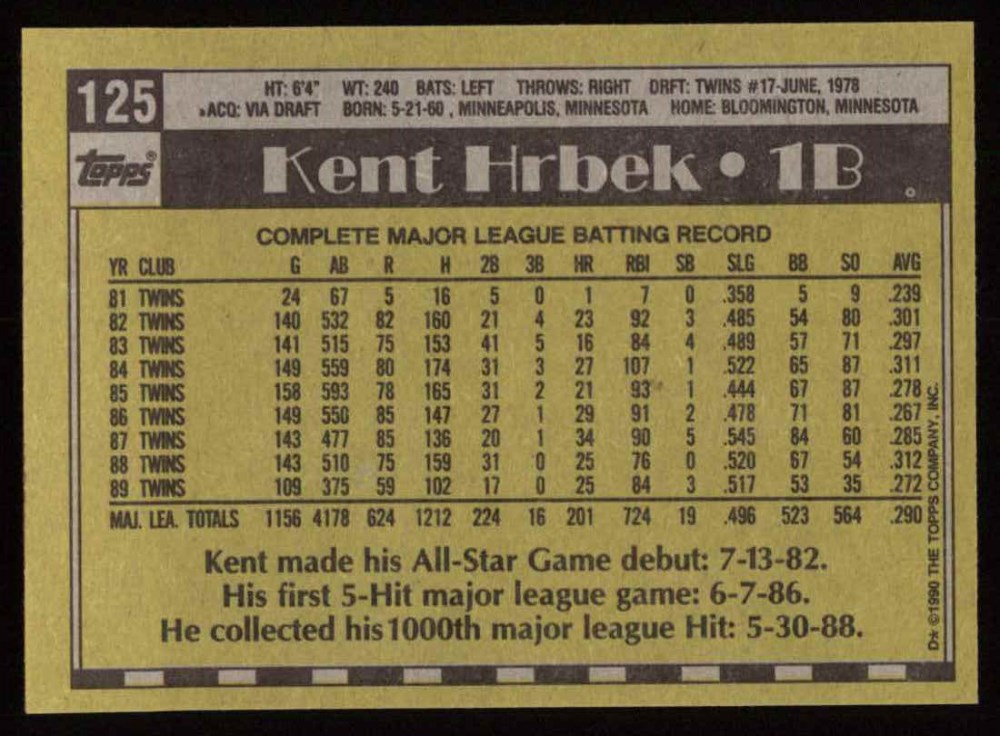 125
HT: 6'4" WT: 240 BATS: LEFT THROWS: RIGHT DRFT: TWINS #17-JUNE, 1978
ACQ: VIA DRAFT BORN: 5-21-60 , MINNEAPOLIS, MINNESOTA HOME: BLOOMINGTON, MINNESOTA
topps®
Kent Hrbek • 1B
COMPLETE MAJOR LEAGUE BATTING RECORD
YR CLUB G AB R H 2B 3B HR RBI SB SLG BB SO AVG
81 TWINS 24 67 5 16 5 0 1 7 0 .358 5 9 .239
82 TWINS 140 532 82 160 21 4 23 92 3 .485 54 80 .301
83 TWINS 141 515 75 153 41 5 16 84 4 .489 57 71 .297
84 TWINS 149 559 80 174 31 3 27 107 1 .522 65 87 .311
85 TWINS 158 593 78 165 31 2 21 93 1 .444 67 87 .278
86 TWINS 149 550 85 147 27 1 29 91 2 .478 71 81 .267
87 TWINS 143 477 85 136 20 1 34 90 5 .545 84 60 .285
88 TWINS 143 510 75 159 31 0 25 76 0 .520 67 54 .312
89 TWINS 109 375 59 102 17 0 25 84 3 .517 53 35 .272
MAJ. LEA. TOTALS 1156 4178 624 1212 224 16 201 724 19 .496 523 564 .290
Kent made his All-Star Game debut: 7-13-82.
His first 5-Hit major league game: 6-7-86.
He collected his 1000th major league Hit: 5-30-88.
D* ©1990 THE TOPPS COMPANY, INC.